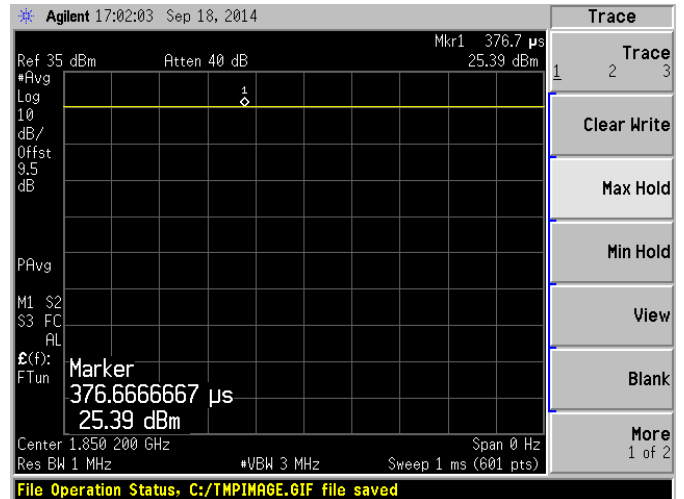 Agilent 17:02:03 Sep 18, 2014
Trace
Mkr1 376.7 µs
Ref 35 dBm Atten 40 dB 25.39 dBm
#Avg
Log
10
dB/
Offst
9.5
dB
1
PAvg
M1 S2
S3 FC
AL
£(f):
FTun
Marker
376.6666667 µs
25.39 dBm
Center 1.850 200 GHz Span 0 Hz
Res BW 1 MHz #VBW 3 MHz Sweep 1 ms (601 pts)
File Operation Status, C:/TMPIMAGE.GIF file saved
Trace
1 2 3
Clear Write
Max Hold
Min Hold
View
Blank
More
1 of 2